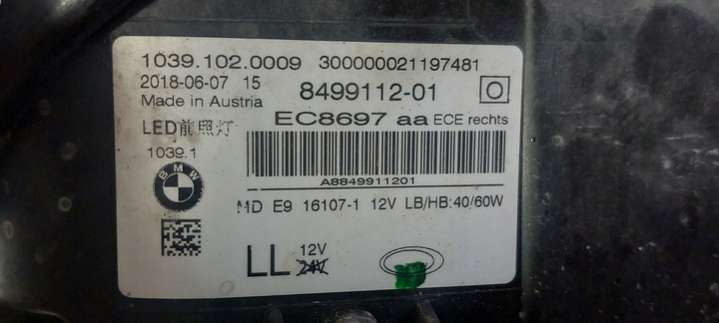 1039.102.0009 300000021197481
2018-06-07 15
8499112-01
Made in Austria
EC8697 aa ECE rechts
LED前照灯
1039.1
BMW
A8849911201
MD E9 16107-1 12V LB/HB:40/60W
LL
12V
24V